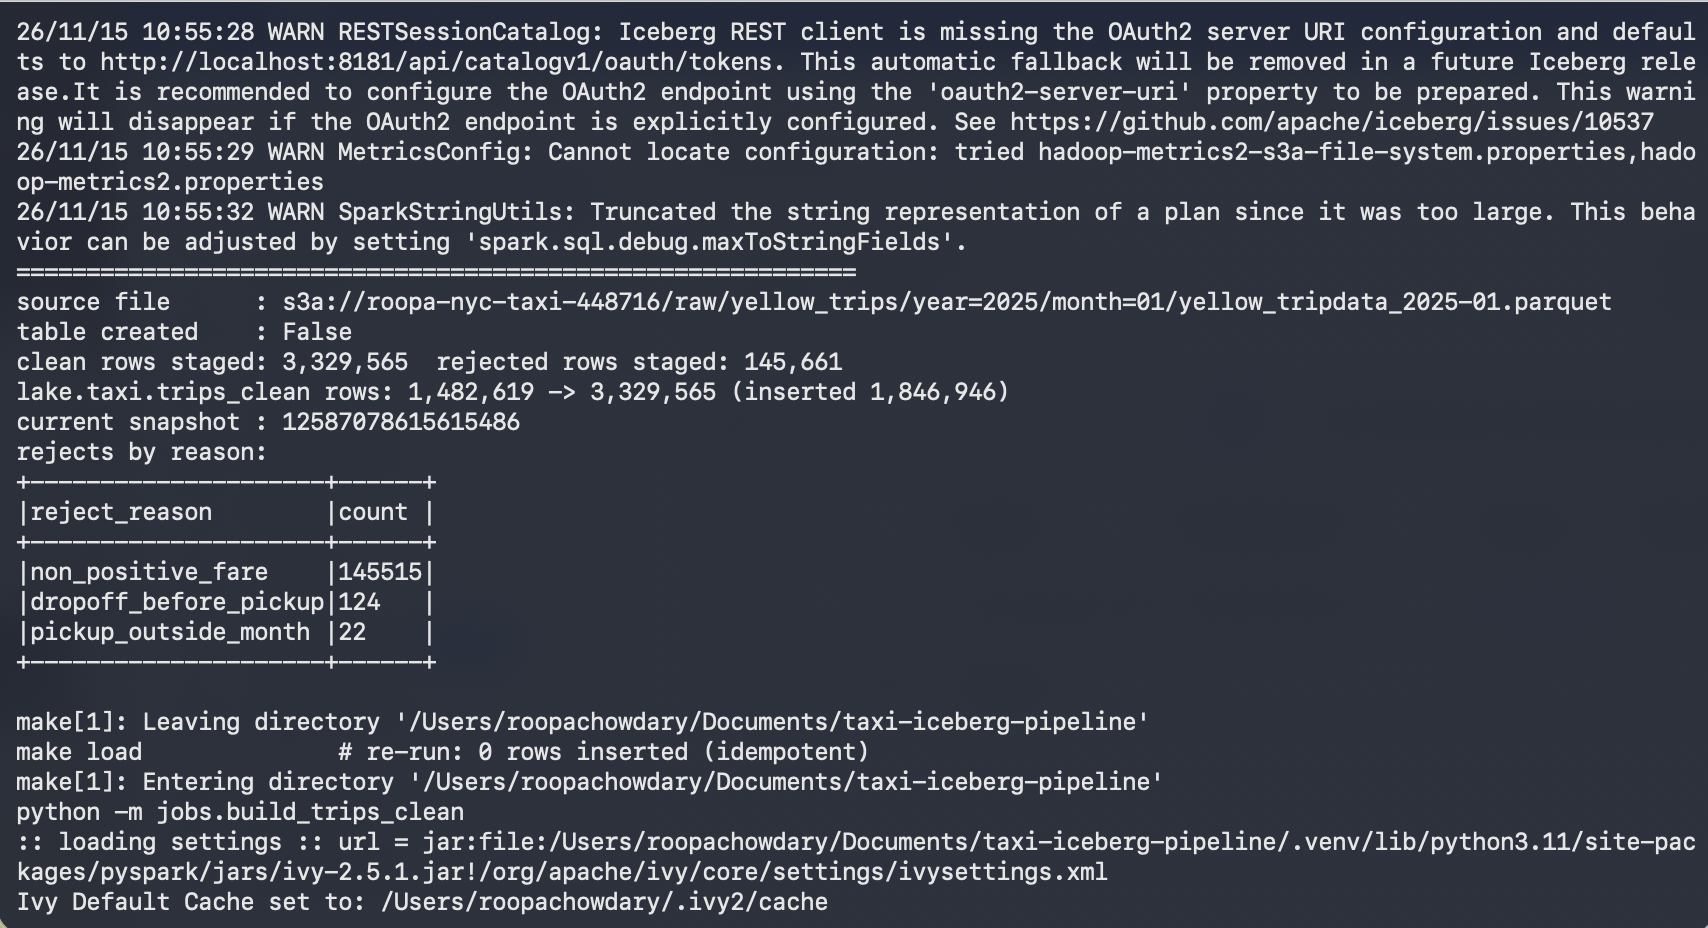 26/11/15 10:55:28 WARN RESTSessionCatalog: Iceberg REST client is missing the OAuth2 server URI configuration and defaul
ts to http://localhost:8181/api/catalogv1/oauth/tokens. This automatic fallback will be removed in a future Iceberg rele
ase.It is recommended to configure the OAuth2 endpoint using the 'oauth2-server-uri' property to be prepared. This warni
ng will disappear if the OAuth2 endpoint is explicitly configured. See https://github.com/apache/iceberg/issues/10537
26/11/15 10:55:29 WARN MetricsConfig: Cannot locate configuration: tried hadoop-metrics2-s3a-file-system.properties,hado
op-metrics2.properties
26/11/15 10:55:32 WARN SparkStringUtils: Truncated the string representation of a plan since it was too large. This beha
vior can be adjusted by setting 'spark.sql.debug.maxToStringFields'.
============================================================
source file      : s3a://roopa-nyc-taxi-448716/raw/yellow_trips/year=2025/month=01/yellow_tripdata_2025-01.parquet
table created    : False
clean rows staged: 3,329,565  rejected rows staged: 145,661
lake.taxi.trips_clean rows: 1,482,619 -> 3,329,565 (inserted 1,846,946)
current snapshot : 12587078615615486
rejects by reason:
+---------------------+------+
|reject_reason        |count |
+---------------------+------+
|non_positive_fare    |145515|
|dropoff_before_pickup|124   |
|pickup_outside_month |22    |
+---------------------+------+
make[1]: Leaving directory '/Users/roopachowdary/Documents/taxi-iceberg-pipeline'
make load              # re-run: 0 rows inserted (idempotent)
make[1]: Entering directory '/Users/roopachowdary/Documents/taxi-iceberg-pipeline'
python -m jobs.build_trips_clean
:: loading settings :: url = jar:file:/Users/roopachowdary/Documents/taxi-iceberg-pipeline/.venv/lib/python3.11/site-pac
kages/pyspark/jars/ivy-2.5.1.jar!/org/apache/ivy/core/settings/ivysettings.xml
Ivy Default Cache set to: /Users/roopachowdary/.ivy2/cache